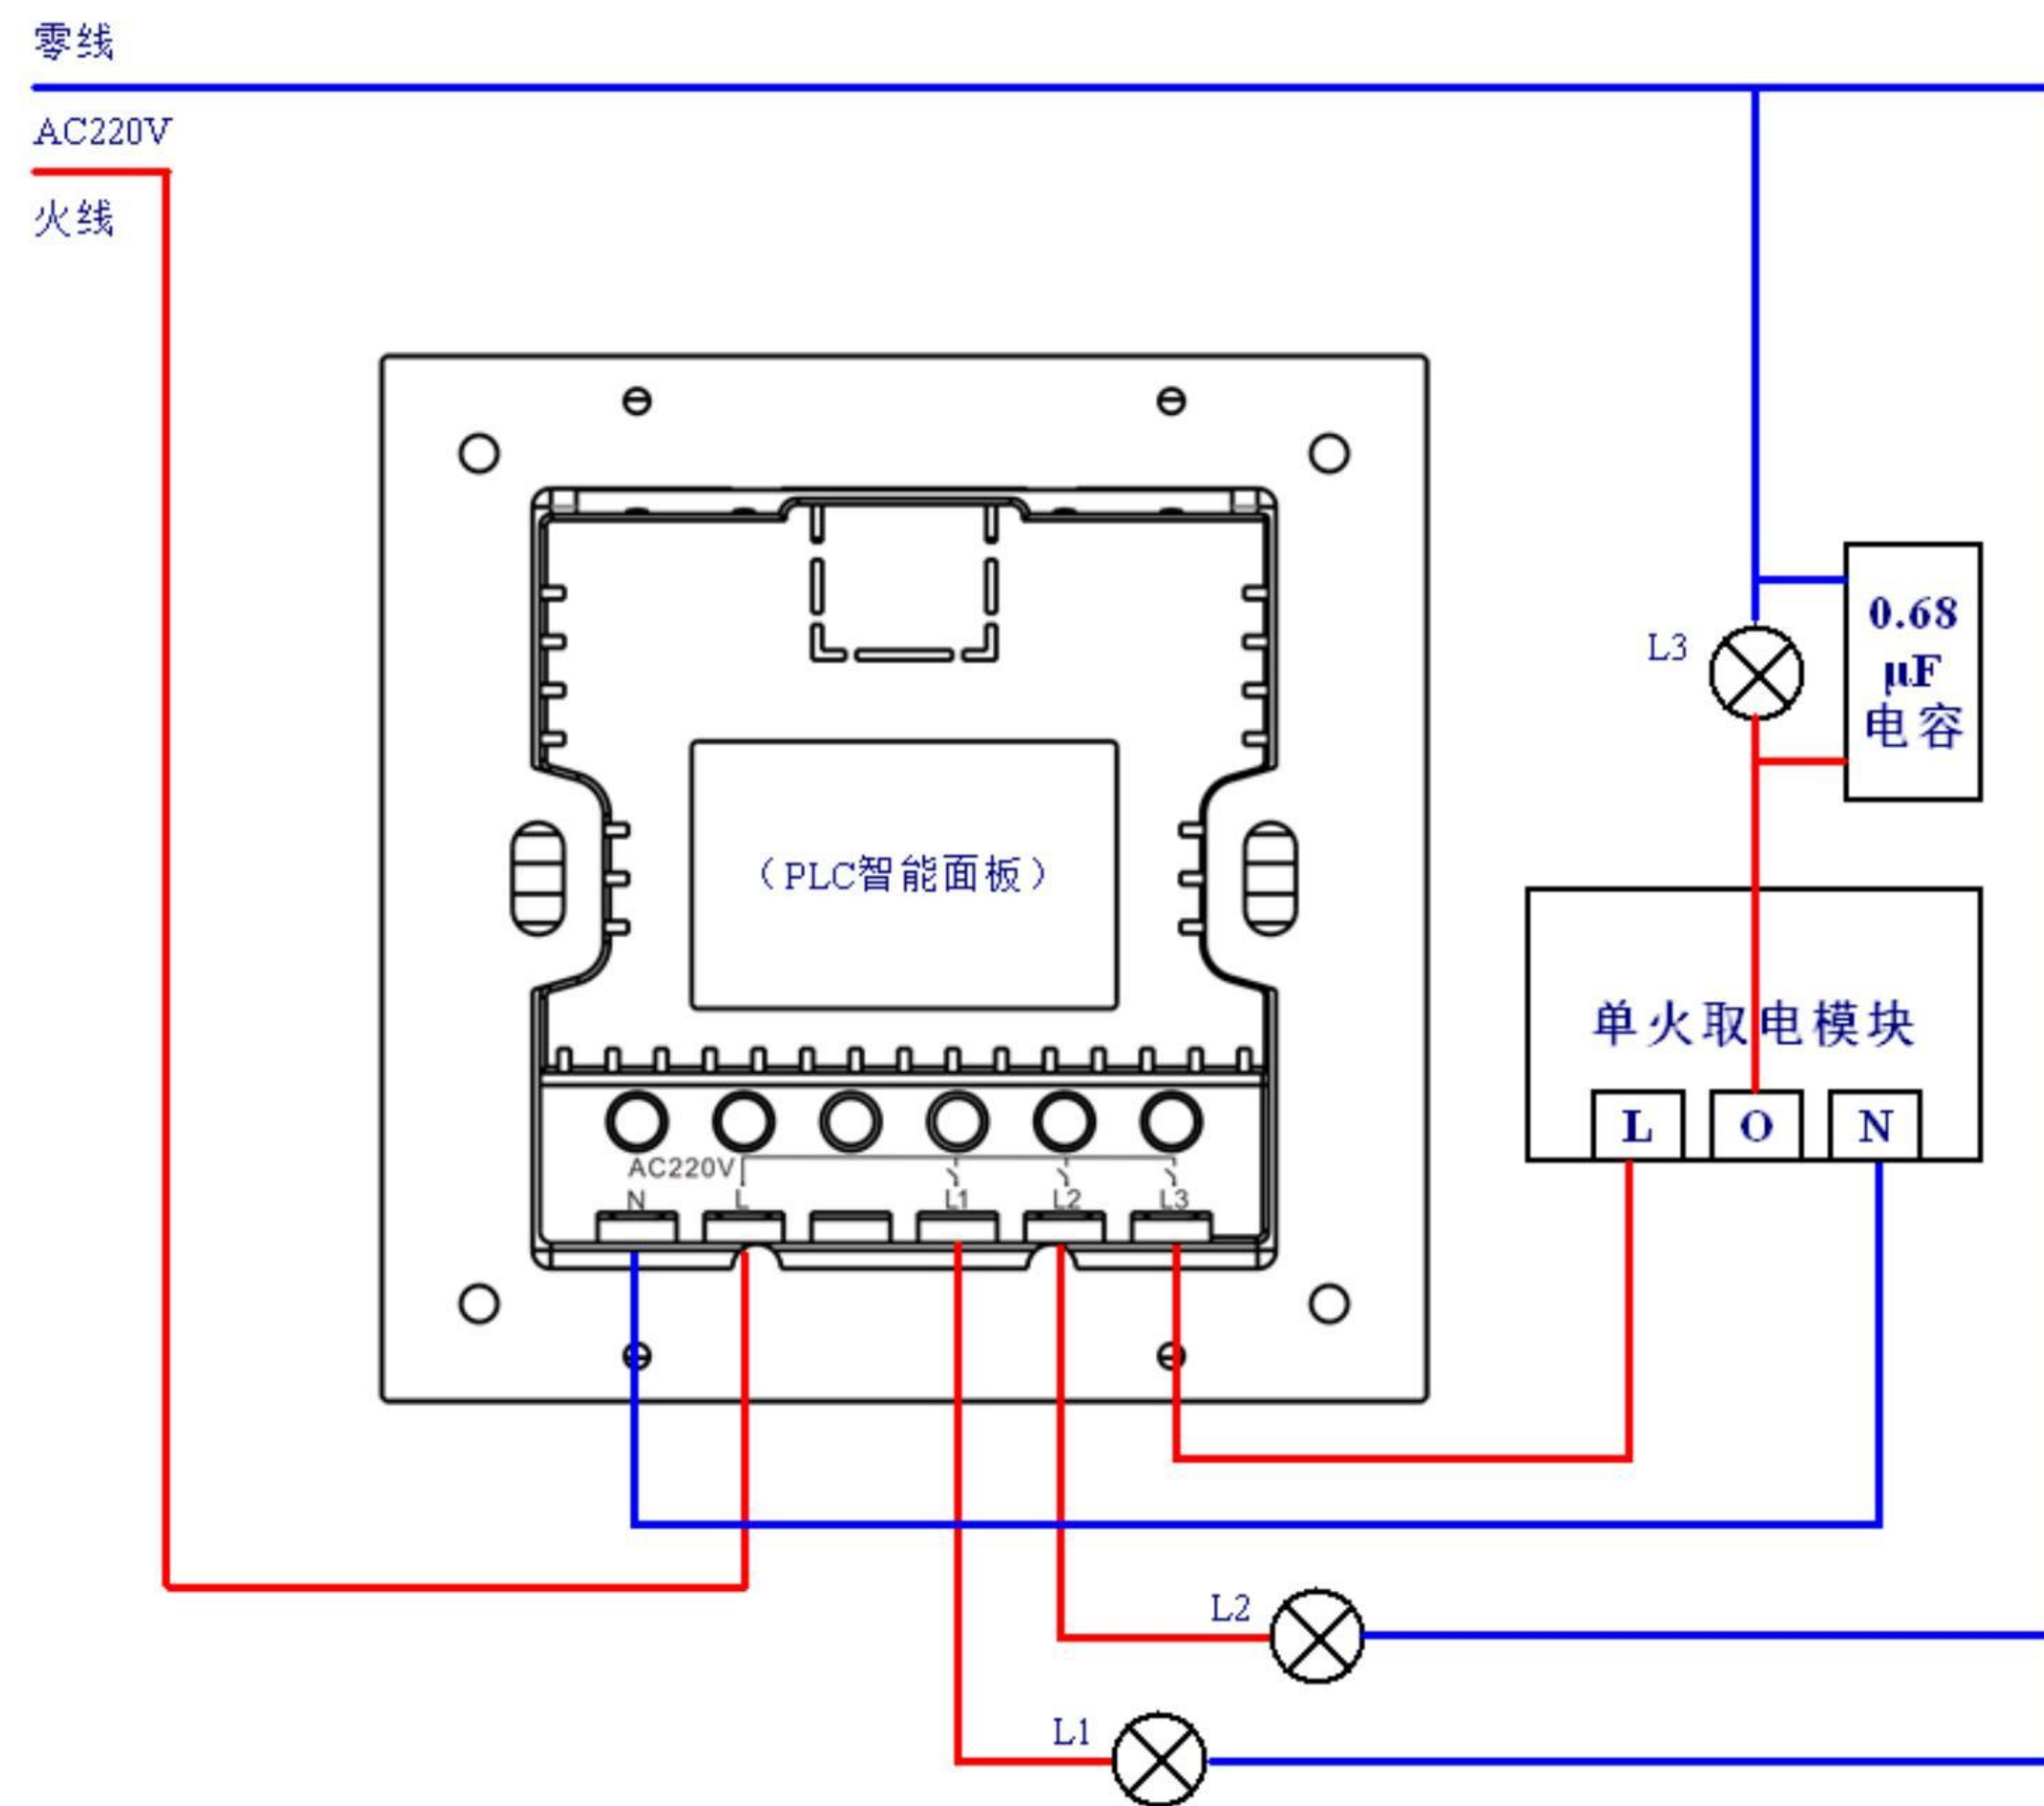 零线
AC220V
火线
L3
0.68
μF
电容
（PLC智能面板）
单火取电模块
L O N
AC220V
N L L1 L2 L3
L2
L1